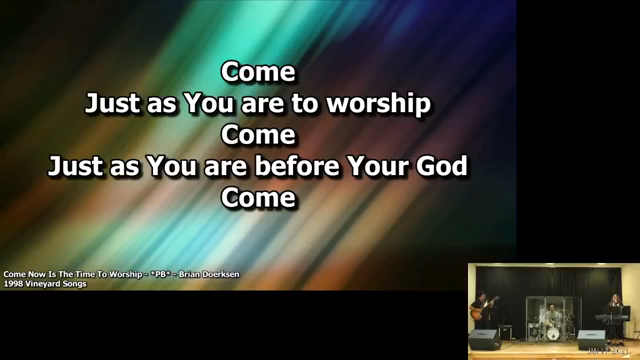 Come
Just as You are to worship
Come
Just as You are before Your God
Come
Come Now Is The Time To Worship - *PB* - Brian Doerksen
1998 Vineyard Songs